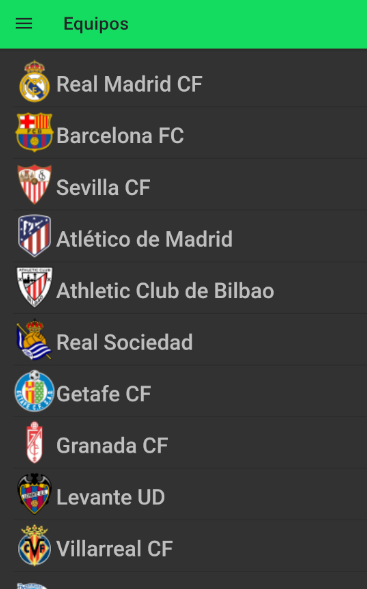 Equipos
Real Madrid CF
Barcelona FC
Sevilla CF
Atlético de Madrid
Athletic Club de Bilbao
Real Sociedad
Getafe CF
Granada CF
Levante UD
Villarreal CF